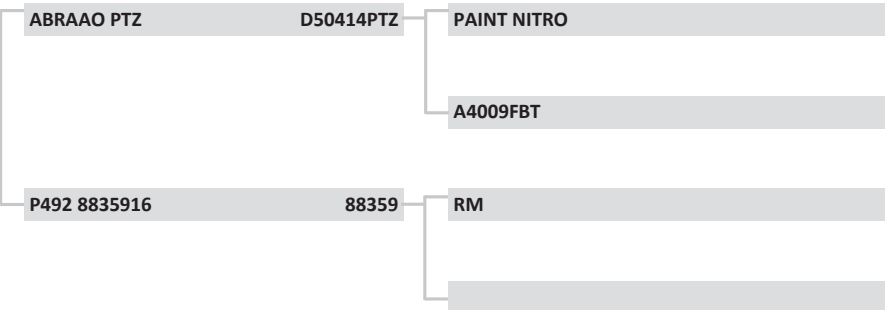 ABRAAO PTZ D50414PTZ PAINT NITRO
A4009FBT
P492 8835916 88359 RM